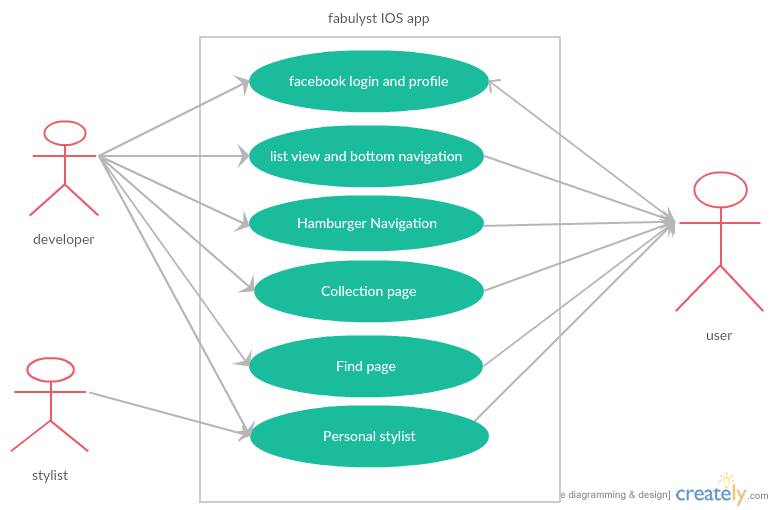 fabulyst IOS app
facebook login and profile
list view and bottom navigation
Hamburger Navigation
Collection page
Find page
Personal stylist
developer
stylist
user
e diagramming & design]
creately.com